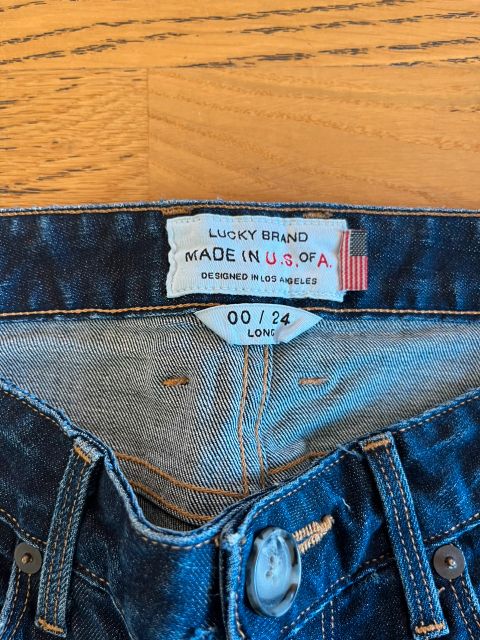 LUCKY BRAND
MADE IN U.S. OF A.
DESIGNED IN LOS ANGELES
00 / 24
LONG